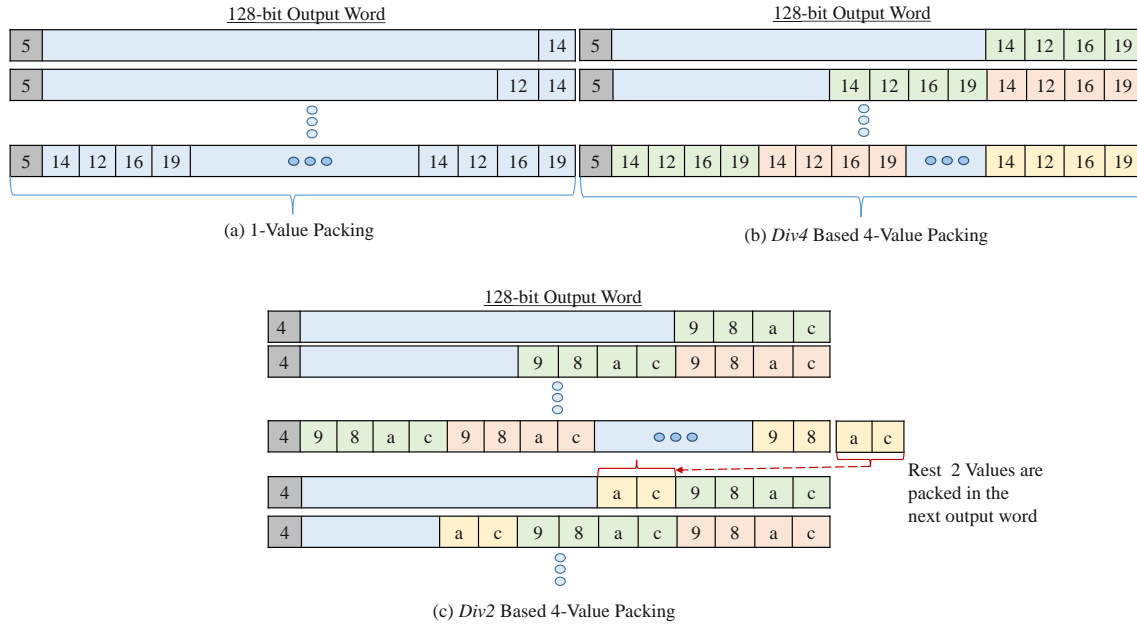 128-bit Output Word
5 14
5 12 14
5 14 12 16 19 14 12 16 19
(a) 1-Value Packing
128-bit Output Word
5 14 12 16 19
5 14 12 16 19 14 12 16 19
5 14 12 16 19 14 12 16 19 14 12 16 19
(b) Div4 Based 4-Value Packing
128-bit Output Word
4 9 8 a c
4 9 8 a c 9 8 a c
4 9 8 a c 9 8 a c 9 8 a c
4 a c 9 8 a c
Rest 2 Values are
packed in the
next output word
4 a c 9 8 a c 9 8 a c
(c) Div2 Based 4-Value Packing